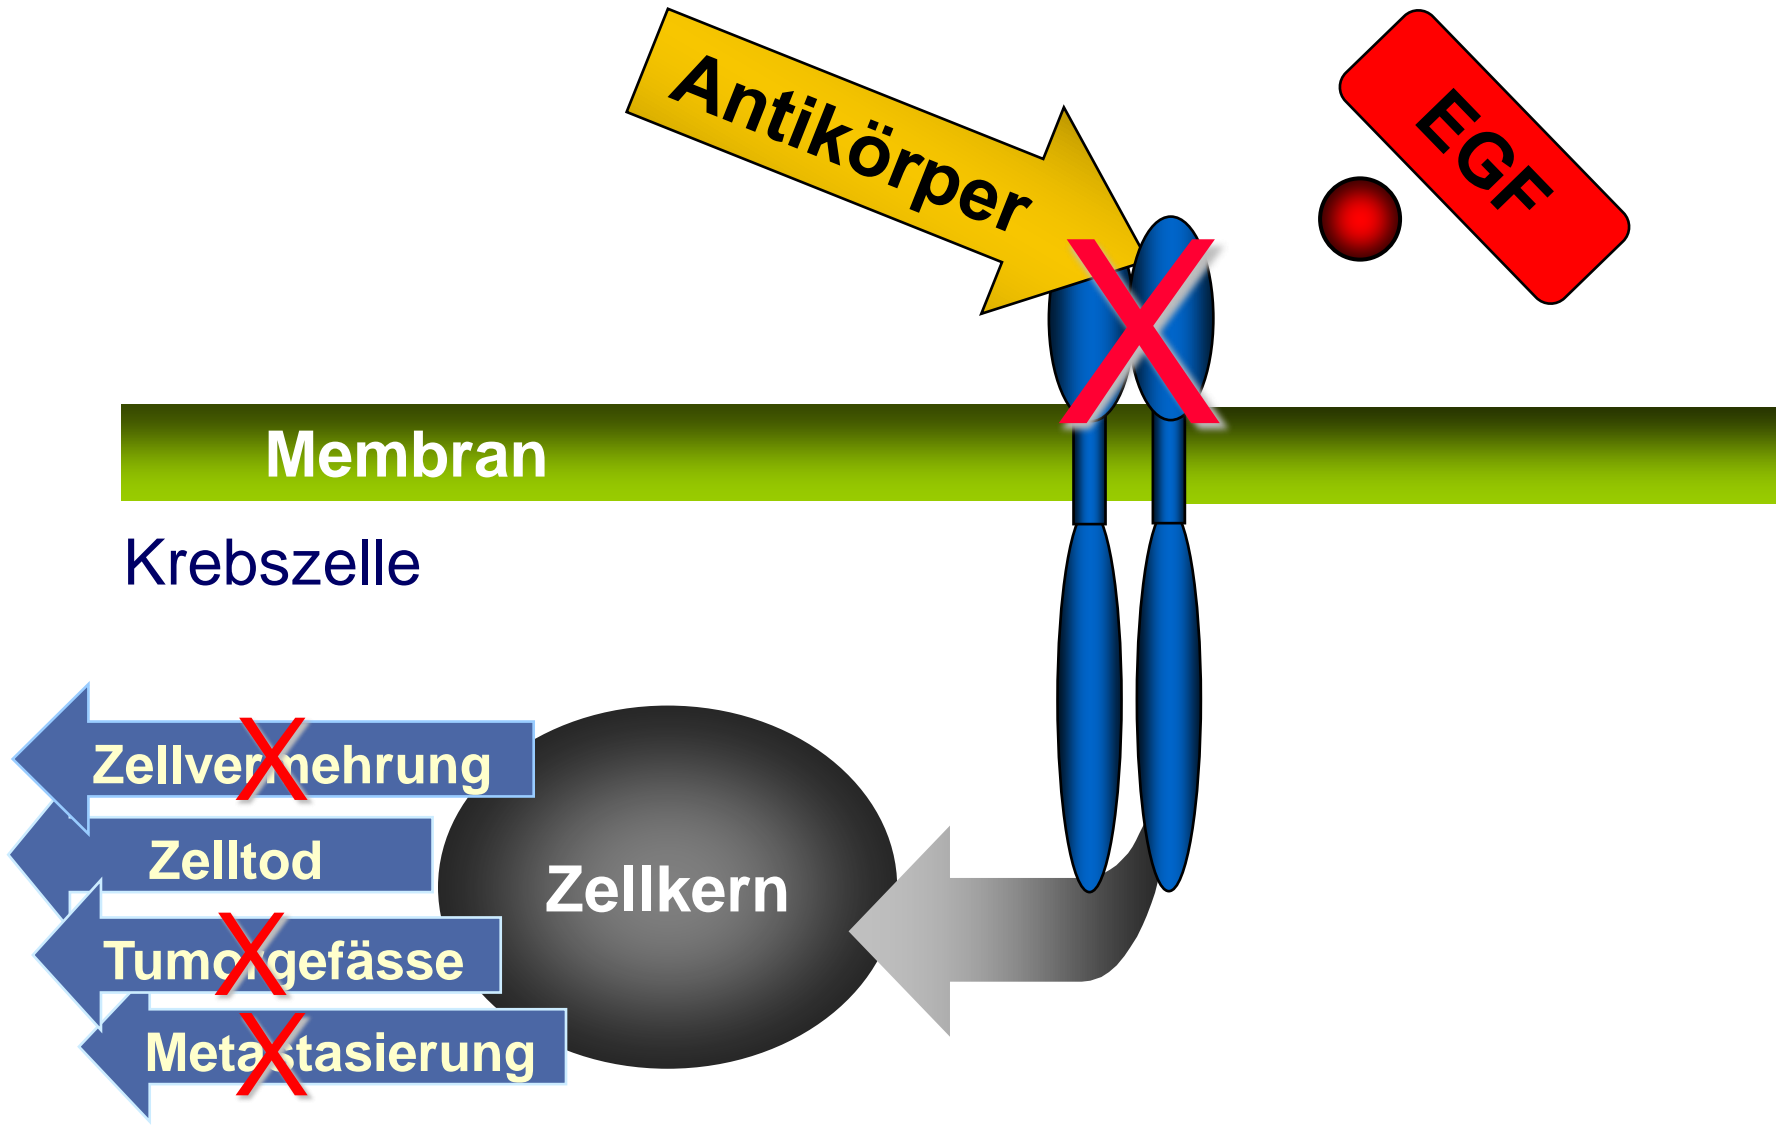 Antikörper
EGF
X
Membran
Krebszelle
Zellvermehrung
X
Zelltod
Zellkern
Tumorgefässe
X
Metastasierung
X